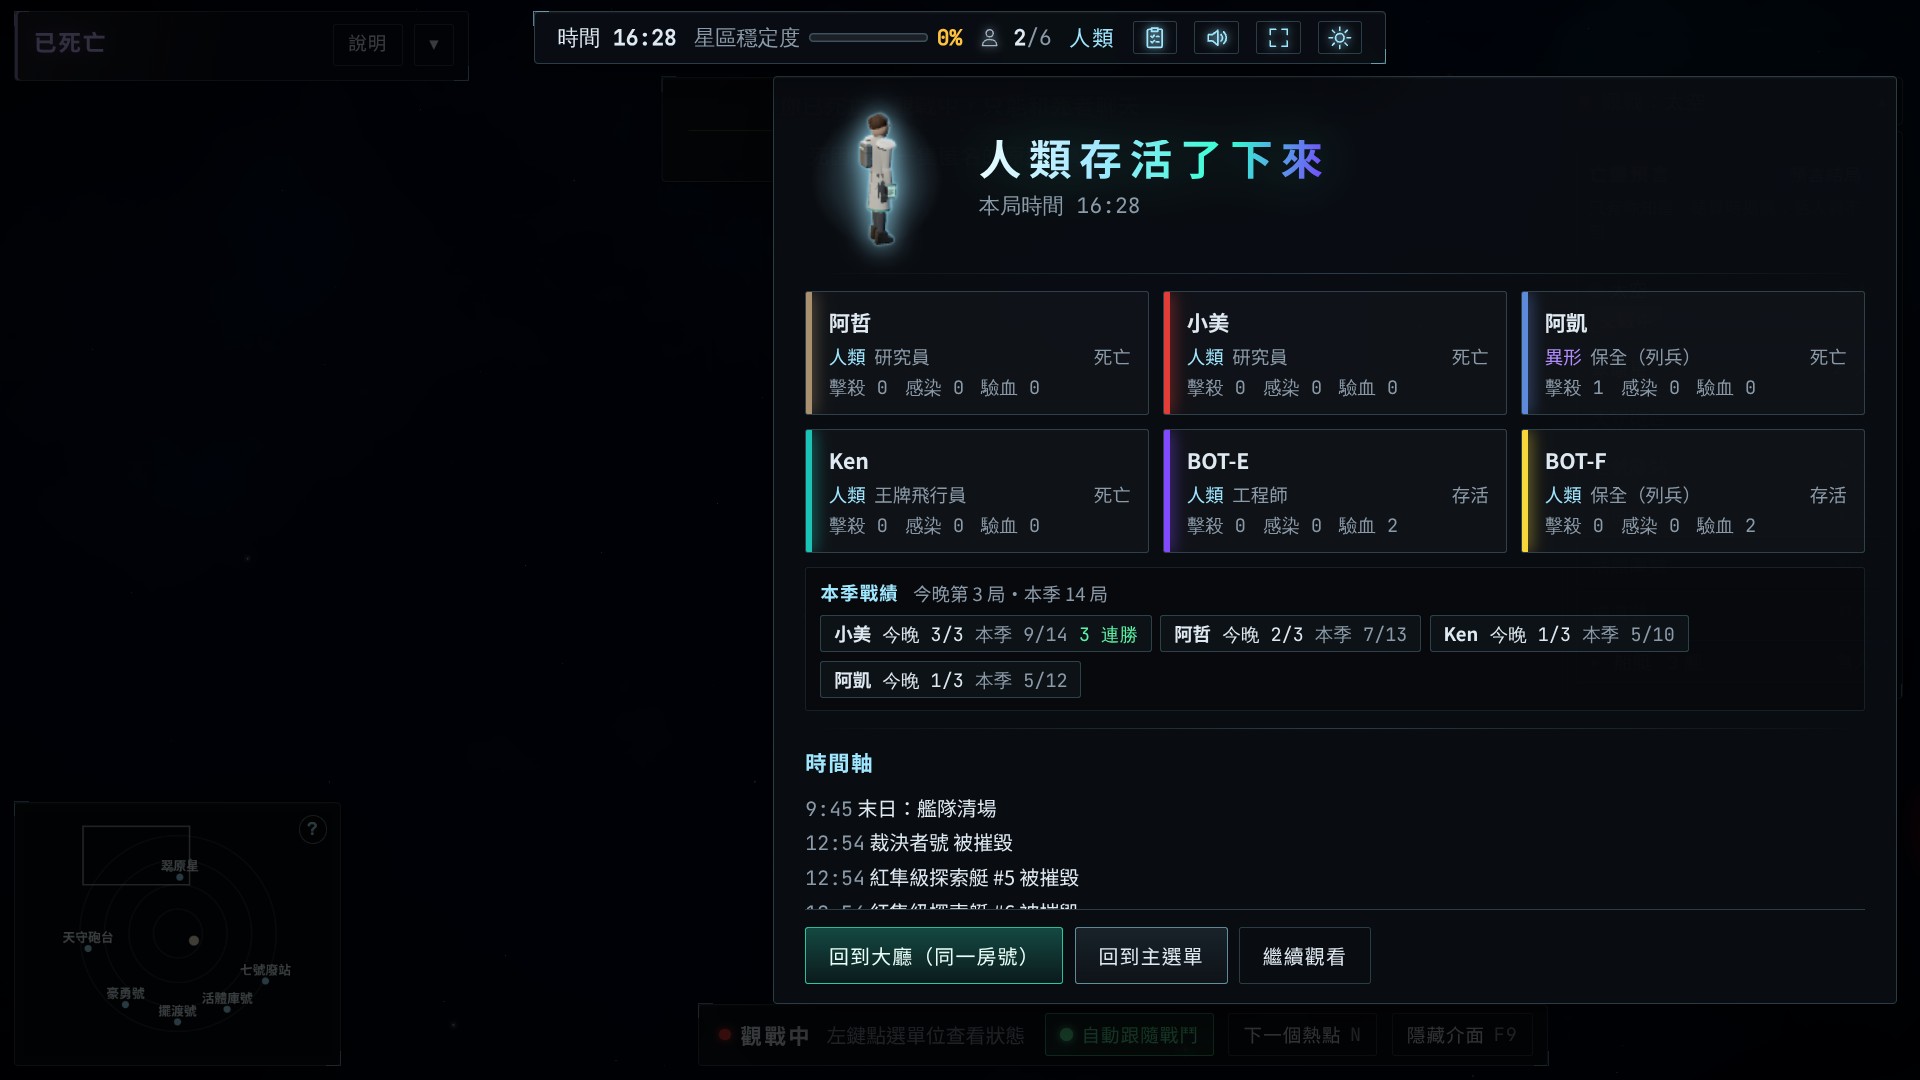 已死亡
說明
▼
時間 16:28 星區穩定度 0% 2/6 人類
人類存活了下來
本局時間 16:28
阿哲
人類 研究員 死亡
擊殺 0 感染 0 驗血 0
小美
人類 研究員 死亡
擊殺 0 感染 0 驗血 0
阿凱
異形 保全（列兵） 死亡
擊殺 1 感染 0 驗血 0
Ken
人類 王牌飛行員 死亡
擊殺 0 感染 0 驗血 0
BOT-E
人類 工程師 存活
擊殺 0 感染 0 驗血 2
BOT-F
人類 保全（列兵） 存活
擊殺 0 感染 0 驗血 2
本季戰績 今晚第 3 局・本季 14 局
小美 今晚 3/3 本季 9/14 3 連勝
阿哲 今晚 2/3 本季 7/13
Ken 今晚 1/3 本季 5/10
阿凱 今晚 1/3 本季 5/12
時間軸
9:45 末日：艦隊清場
12:54 裁決者號 被摧毀
12:54 紅隼級探索艇 #5 被摧毀
12:54 紅隼級探索艇 #6 被摧毀
回到大廳（同一房號）
回到主選單
繼續觀看
?
翠原星
天守砲台
七號廢站
豪勇號
活體庫號
擺渡號
觀戰中 左鍵點選單位查看狀態
自動跟隨戰鬥
下一個熱點 N
隱藏介面 F9